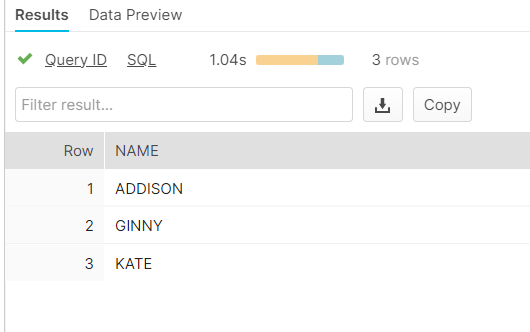 Results Data Preview
Query ID SQL 1.04s 3 rows
Filter result... Copy
Row NAME
1 ADDISON
2 GINNY
3 KATE